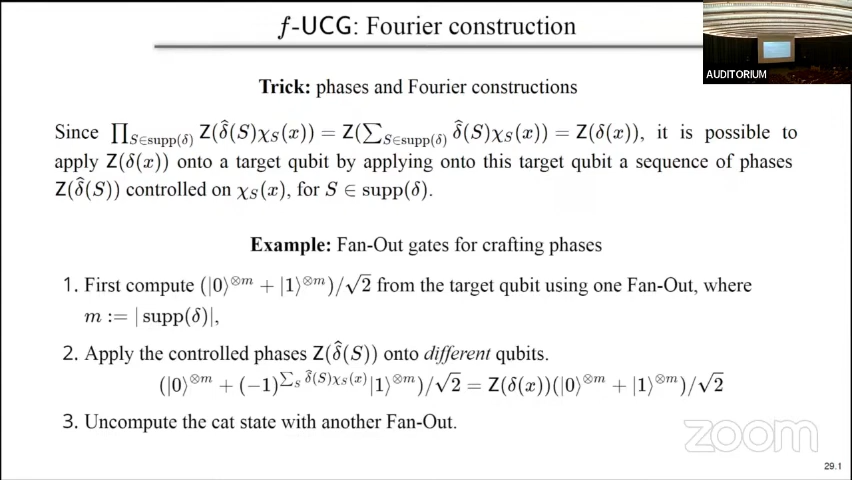 f-UCG: Fourier construction
AUDITORIUM
Trick: phases and Fourier constructions
Since ∏_{S∈supp(δ)} Z(δ̂(S)χ_S(x)) = Z(∑_{S∈supp(δ)} δ̂(S)χ_S(x)) = Z(δ(x)), it is possible to
apply Z(δ(x)) onto a target qubit by applying onto this target qubit a sequence of phases
Z(δ̂(S)) controlled on χ_S(x), for S ∈ supp(δ).
Example: Fan-Out gates for crafting phases
1. First compute (|0⟩^{⊗m} + |1⟩^{⊗m})/√2 from the target qubit using one Fan-Out, where
m := | supp(δ)|,
2. Apply the controlled phases Z(δ̂(S)) onto different qubits.
(|0⟩^{⊗m} + (-1)^{∑_S δ̂(S)χ_S(x)}|1⟩^{⊗m})/√2 = Z(δ(x))(|0⟩^{⊗m} + |1⟩^{⊗m})/√2
3. Uncompute the cat state with another Fan-Out.
zoom
29.1